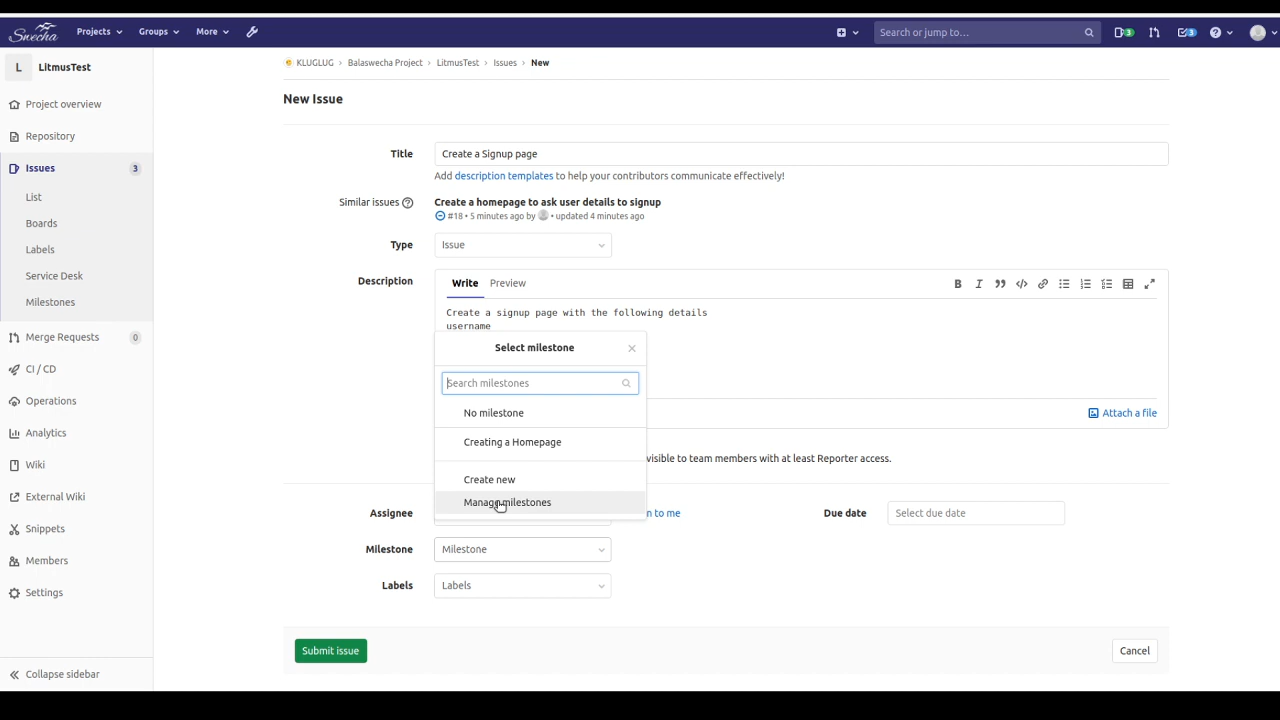 Swecha Projects Groups More Search or jump to... 3 3
L LitmusTest
KLUGLUG › Balaswecha Project › LitmusTest › Issues › New
Project overview
Repository
Issues 3
List
Boards
Labels
Service Desk
Milestones
Merge Requests 0
CI / CD
Operations
Analytics
Wiki
External Wiki
Snippets
Members
Settings
Collapse sidebar
New Issue
Title Create a Signup page
Add description templates to help your contributors communicate effectively!
Similar issues Create a homepage to ask user details to signup
#18 • 5 minutes ago by • updated 4 minutes ago
Type Issue
Description Write Preview
Create a signup page with the following details
username
Select milestone
Search milestones
No milestone
Attach a file
Creating a Homepage
visible to team members with at least Reporter access.
Create new
Manage milestones
Assignee to me Due date Select due date
Milestone Milestone
Labels Labels
Submit issue Cancel